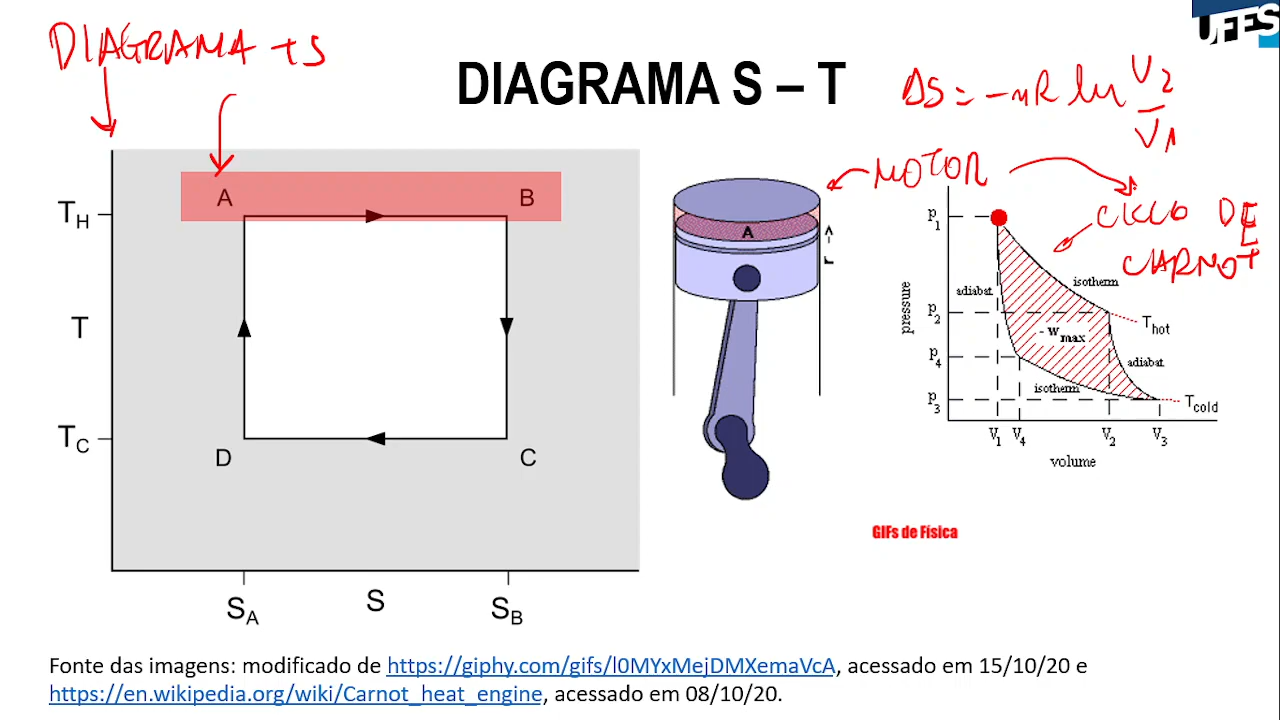 UFES
DIAGRAMA TS
DIAGRAMA S – T
ΔS = -nR ln V2/V1
MOTOR
CICLO DE
CARNOT
A
B
TH
T
TC
D
C
SA
S
SB
A
r ->
p1
p2
p4
p3
pressure
adiabat
isotherm
Thot
- wmax
adiabat
isotherm
Tcold
V1
V4
V2
V3
volume
GIFs de Física
Fonte das imagens: modificado de https://giphy.com/gifs/l0MYxMejDMXemaVcA, acessado em 15/10/20 e
https://en.wikipedia.org/wiki/Carnot_heat_engine, acessado em 08/10/20.